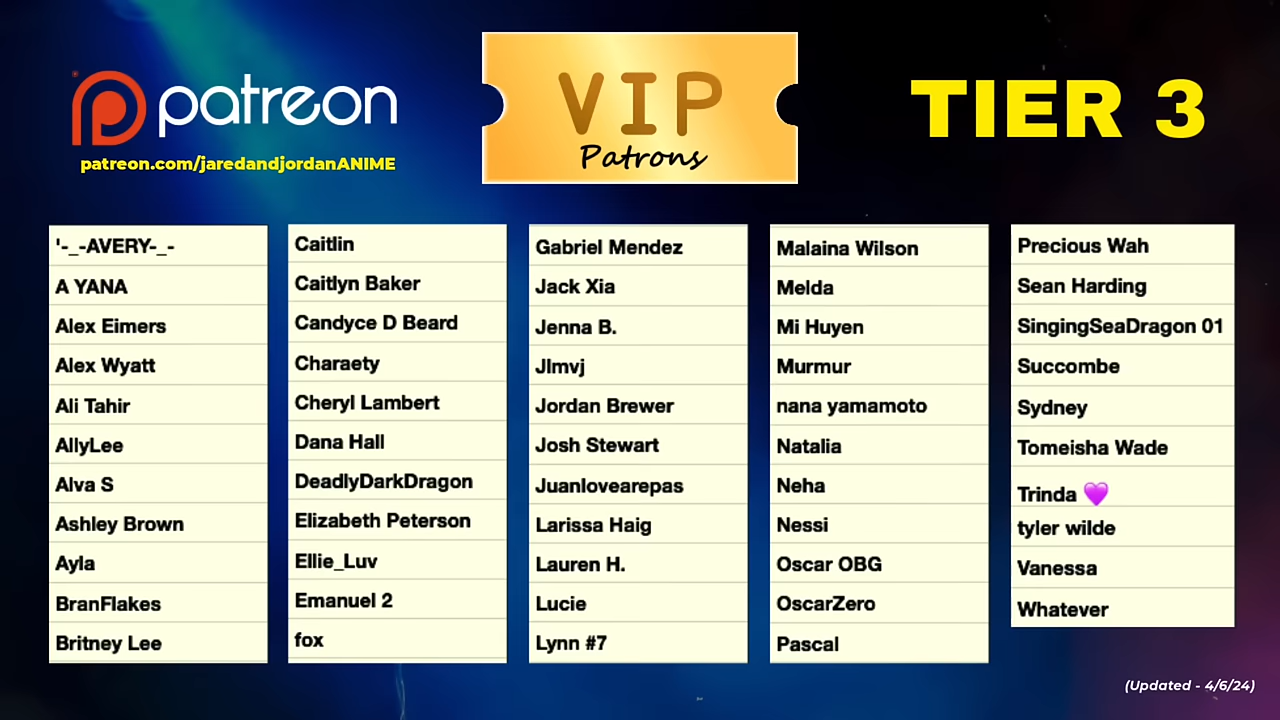 patreon
patreon.com/jaredandjordanANIME
VIP
Patrons
TIER 3
'-_-AVERY-_-
A YANA
Alex Eimers
Alex Wyatt
Ali Tahir
AllyLee
Alva S
Ashley Brown
Ayla
BranFlakes
Britney Lee
Caitlin
Caitlyn Baker
Candyce D Beard
Charaety
Cheryl Lambert
Dana Hall
DeadlyDarkDragon
Elizabeth Peterson
Ellie_Luv
Emanuel 2
fox
Gabriel Mendez
Jack Xia
Jenna B.
Jlmvj
Jordan Brewer
Josh Stewart
Juanlovearepas
Larissa Haig
Lauren H.
Lucie
Lynn #7
Malaina Wilson
Melda
Mi Huyen
Murmur
nana yamamoto
Natalia
Neha
Nessi
Oscar OBG
OscarZero
Pascal
Precious Wah
Sean Harding
SingingSeaDragon 01
Succombe
Sydney
Tomeisha Wade
Trinda 💜
tyler wilde
Vanessa
Whatever
(Updated - 4/6/24)